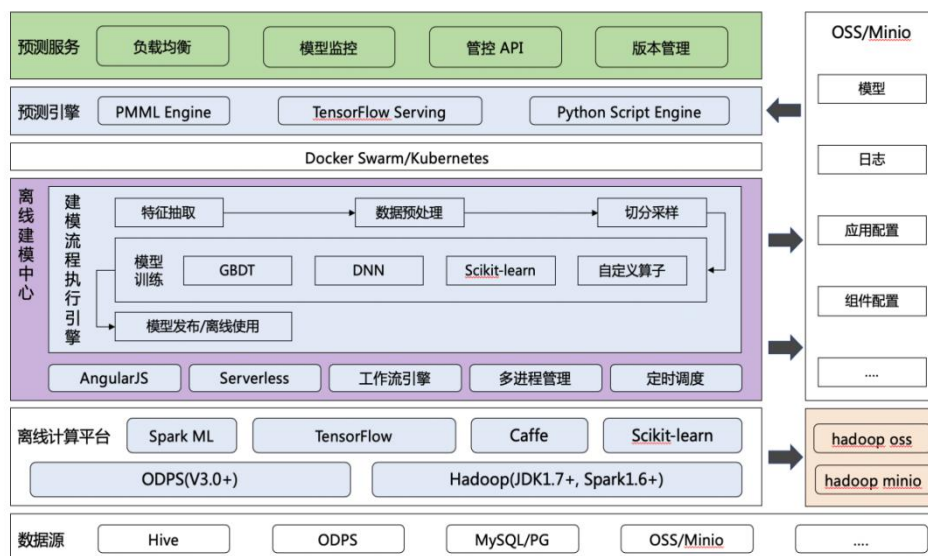 预测服务
负载均衡
模型监控
管控 API
版本管理
预测引擎
PMML Engine
TensorFlow Serving
Python Script Engine
Docker Swarm/Kubernetes
离线建模中心
建模流程执行引擎
特征抽取
数据预处理
切分采样
模型
训练
GBDT
DNN
Scikit-learn
自定义算子
模型发布/离线使用
AngularJS
Serverless
工作流引擎
多进程管理
定时调度
离线计算平台
Spark ML
TensorFlow
Caffe
Scikit-learn
ODPS(V3.0+)
Hadoop(JDK1.7+, Spark1.6+)
数据源
Hive
ODPS
MySQL/PG
OSS/Minio
....
OSS/Minio
模型
日志
应用配置
组件配置
....
hadoop oss
hadoop minio